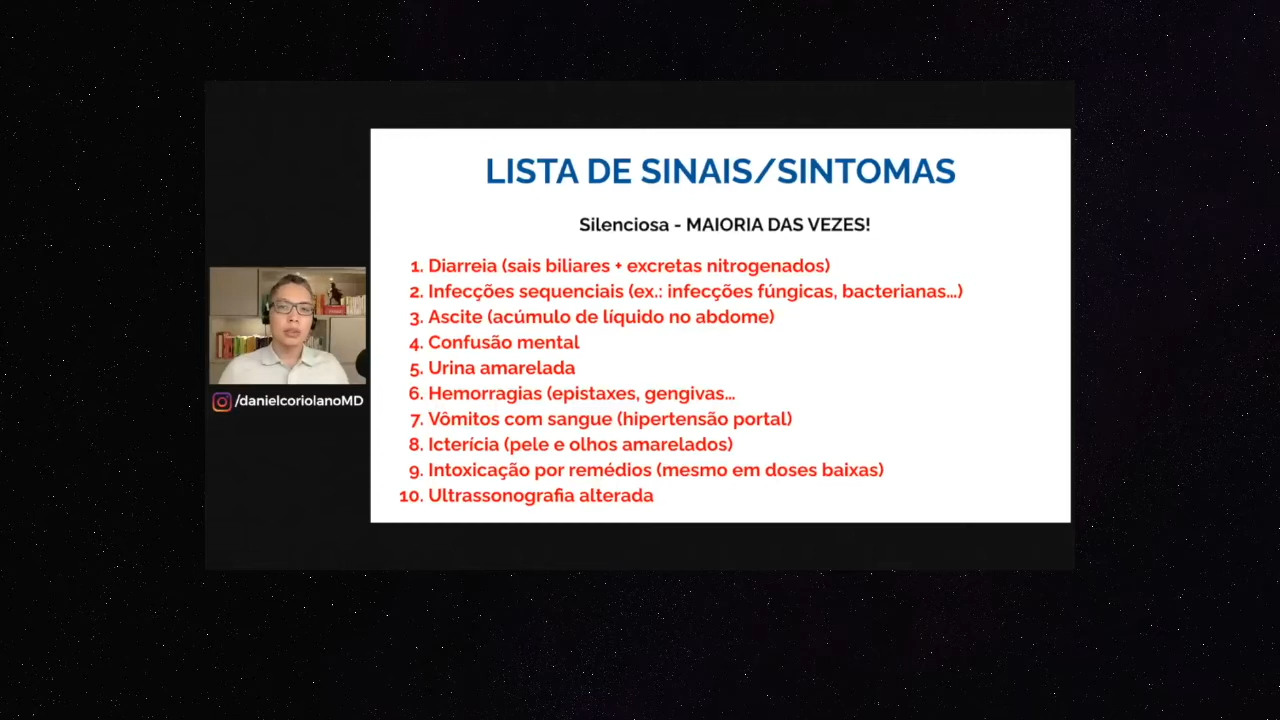 LISTA DE SINAIS/SINTOMAS
Silenciosa - MAIORIA DAS VEZES!
1. Diarreia (sais biliares + excretas nitrogenados)
2. Infecções sequenciais (ex.: infecções fúngicas, bacterianas...)
3. Ascite (acúmulo de líquido no abdome)
4. Confusão mental
5. Urina amarelada
6. Hemorragias (epistaxes, gengivas...
7. Vômitos com sangue (hipertensão portal)
8. Icterícia (pele e olhos amarelados)
9. Intoxicação por remédios (mesmo em doses baixas)
10. Ultrassonografia alterada
/danielcoriolanoMD